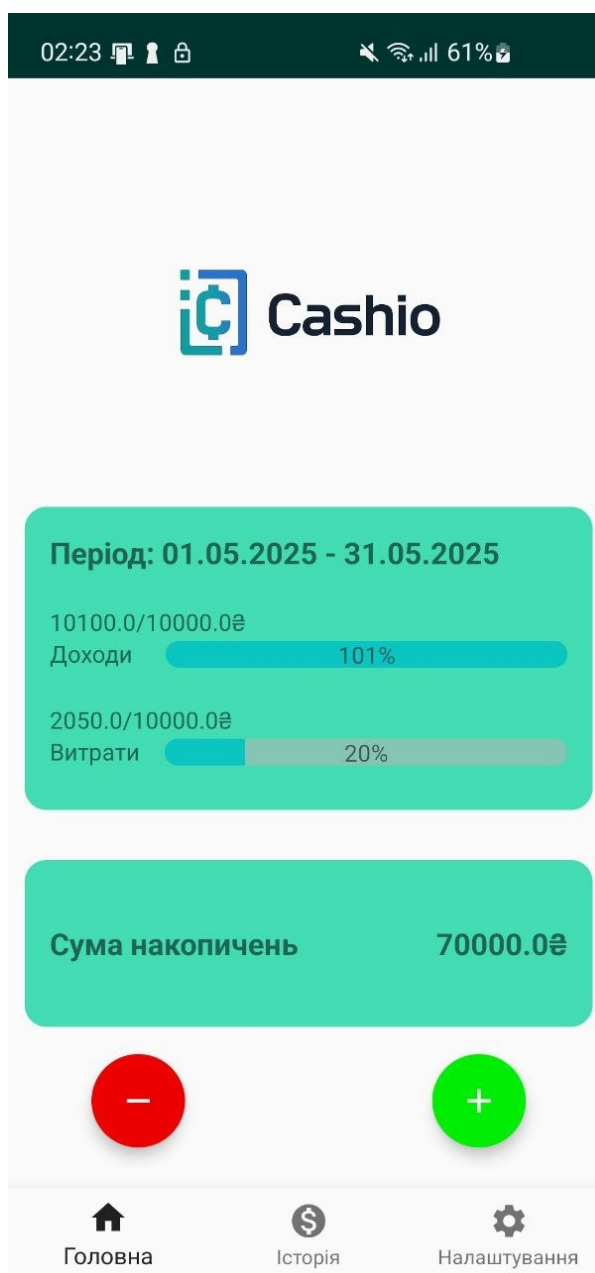 02:23 61%
Cashio
Період: 01.05.2025 - 31.05.2025
10100.0/10000.0₴
Доходи 101%
2050.0/10000.0₴
Витрати 20%
Сума накопичень 70000.0₴
− +
Головна Історія Налаштування